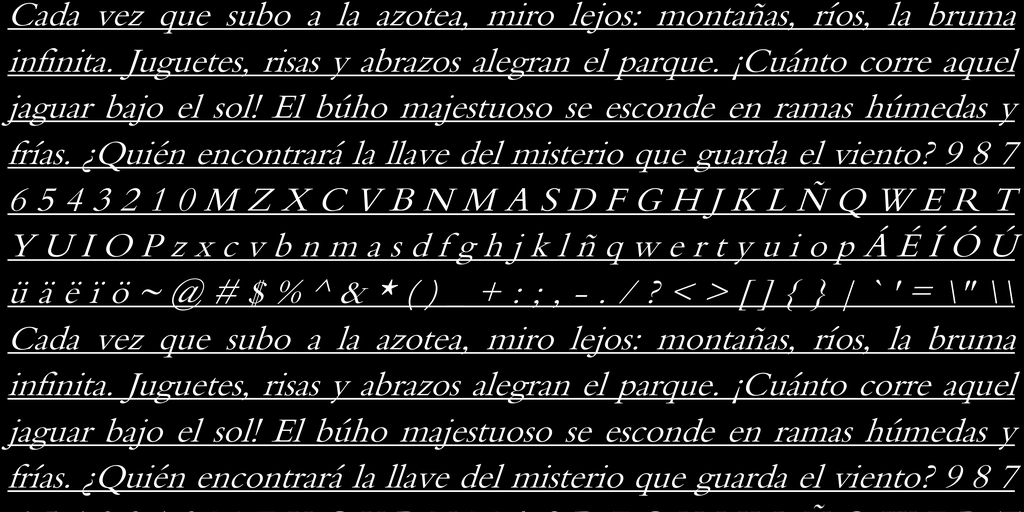 Cada vez que subo a la azotea, miro lejos: montañas, ríos, la bruma
infinita. Juguetes, risas y abrazos alegran el parque. ¡Cuánto corre aquel
jaguar bajo el sol! El búho majestuoso se esconde en ramas húmedas y
frías. ¿Quién encontrará la llave del misterio que guarda el viento? 9 8 7
6 5 4 3 2 1 0 M Z X C V B N M A S D F G H J K L Ñ Q W E R T
Y U I O P z x c v b n m a s d f g h j k l ñ q w e r t y u i o p Á É Í Ó Ú
ü ä ë ï ö ~ @ # $ % ^ & * ( ) _ + : ; , - . / ? < > [ ] { } | ` ' = \" \\
Cada vez que subo a la azotea, miro lejos: montañas, ríos, la bruma
infinita. Juguetes, risas y abrazos alegran el parque. ¡Cuánto corre aquel
jaguar bajo el sol! El búho majestuoso se esconde en ramas húmedas y
frías. ¿Quién encontrará la llave del misterio que guarda el viento? 9 8 7